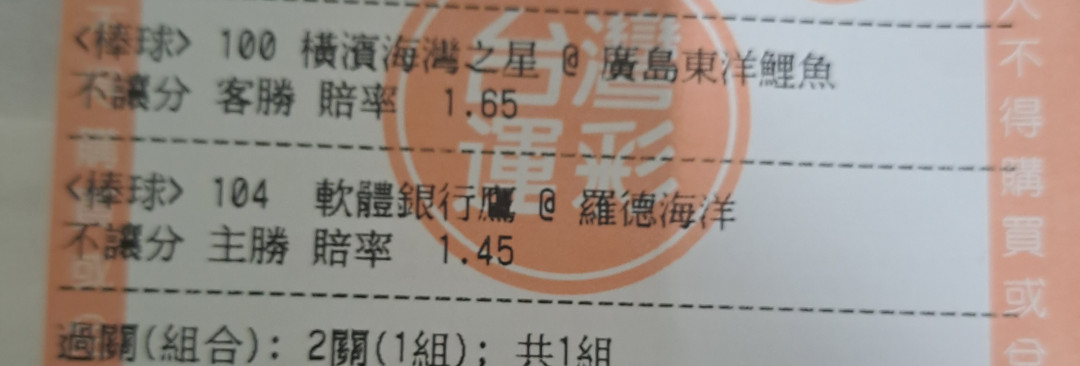 <棒球> 100 橫濱海灣之星 @ 廣島東洋鯉魚
不讓分 客勝 賠率 1.65
<棒球> 104 軟體銀行鷹 @ 羅德海洋
不讓分 主勝 賠率 1.45
過關(組合): 2關(1組); 共1組
台灣
運彩
人不得購買或